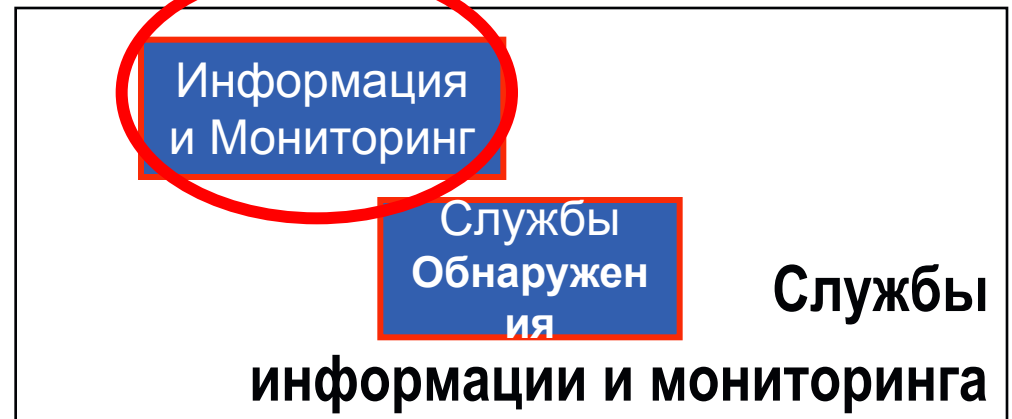 Информация
и Мониторинг
Службы
Обнаружен
ия
Службы
информации и мониторинга